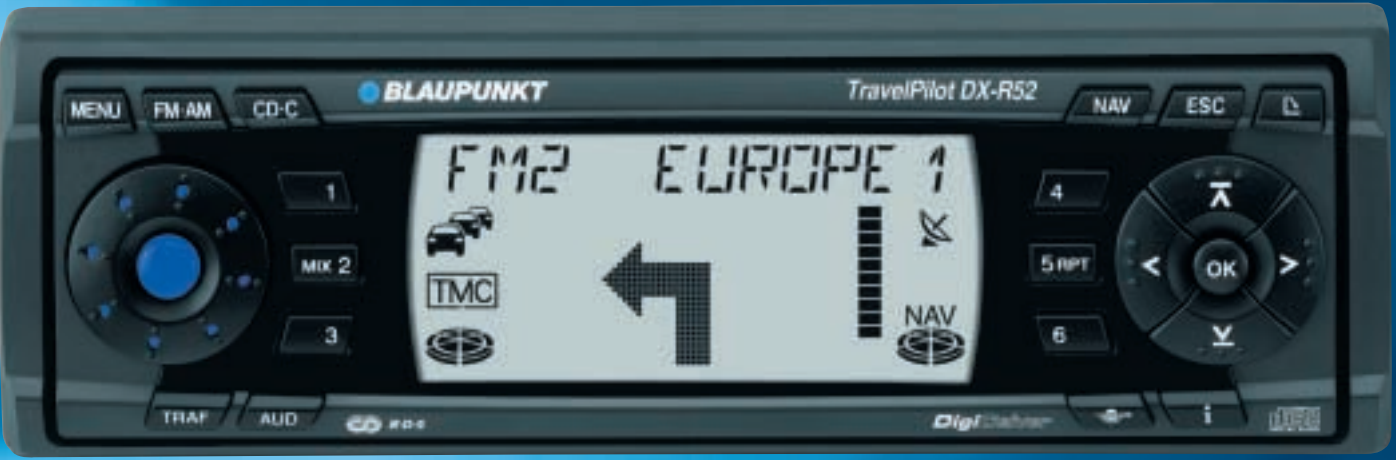 BLAUPUNKT
TravelPilot DX-R52
MENU
FM·AM
CD-C
NAV
ESC
FM2 EUROPE 1
1
4
MIX 2
TMC
OK
5 RPT
3
NAV
6
TRAF
AUD
i